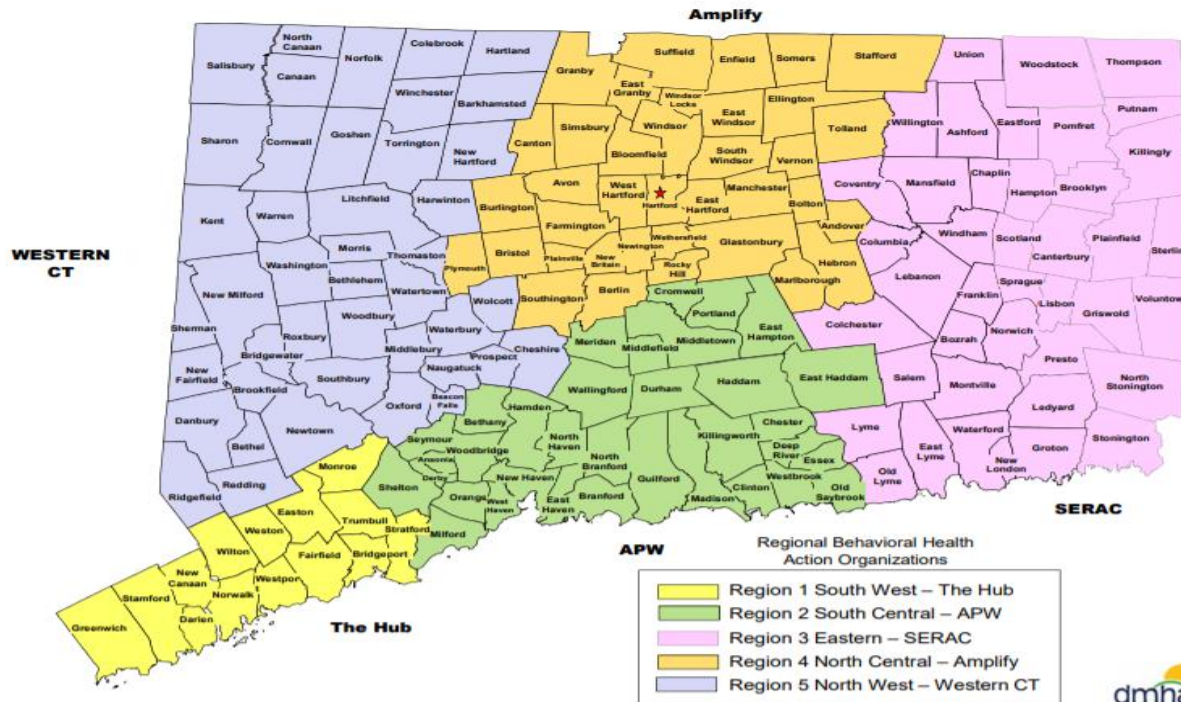 Amplify
North
Canaan
Colebrook
Hartland
Salisbury
Canaan
Norfolk
Winchester
Barkhamsted
Sharon
Cornwall
Goshen
Torrington
New
Hartford
Kent
Warren
Litchfield
Harwinton
WESTERN
CT
Washington
Morris
Bethlehem
Thomaston
Watertown
New Milford
Woodbury
Wolcott
Waterbury
Sherman
Roxbury
Bridgewater
Middlebury
Prospect
Cheshire
Naugatuck
New
Fairfield
Brookfield
Southbury
Oxford
Beacon
Falls
Danbury
Bethel
Newtown
Redding
Ridgefield
Granby
Suffield
Enfield
Somers
Stafford
East
Granby
Windsor
Locks
East
Windsor
Ellington
Canton
Simsbury
Windsor
Tolland
Bloomfield
South
Windsor
Vernon
Avon
West
Hartford
Hartford
East
Hartford
Manchester
Bolton
Andover
Burlington
Farmington
Newington
Wethersfield
Glastonbury
Hebron
Plymouth
Bristol
Plainville
New
Britain
Rocky
Hill
Marlborough
Southington
Berlin
Union
Woodstock
Thompson
Putnam
Willington
Ashford
Eastford
Pomfret
Killingly
Coventry
Mansfield
Chaplin
Hampton
Brooklyn
Columbia
Windham
Scotland
Canterbury
Plainfield
Sterlin
Lebanon
Franklin
Sprague
Lisbon
Voluntow
Griswold
Norwich
Colchester
Bozrah
Presto
Salem
Montville
North
Stonington
Ledyard
Lyme
East
Lyme
Waterford
New
London
Groton
Stonington
Old
Lyme
SERAC
Cromwell
Portland
East
Hampton
Meriden
Middlefield
Middletown
Wallingford
Durham
Haddam
East Haddam
Hamden
Bethany
Chester
Seymour
Woodbridge
North
Haven
Killingworth
Deep
River
Essex
Ansonia
Derby
North
Branford
Guilford
Westbrook
Shelton
Orange
New Haven
West
Haven
East
Haven
Branford
Madison
Clinton
Old
Saybrook
Milford
APW
Monroe
Easton
Trumbull
Stratford
Weston
Wilton
Fairfield
Bridgeport
New
Canaan
Westpor
Stamford
Norwalk
Darien
Greenwich
The Hub
Regional Behavioral Health
Action Organizations
Region 1 South West – The Hub
Region 2 South Central – APW
Region 3 Eastern – SERAC
Region 4 North Central – Amplify
Region 5 North West – Western CT
dmha